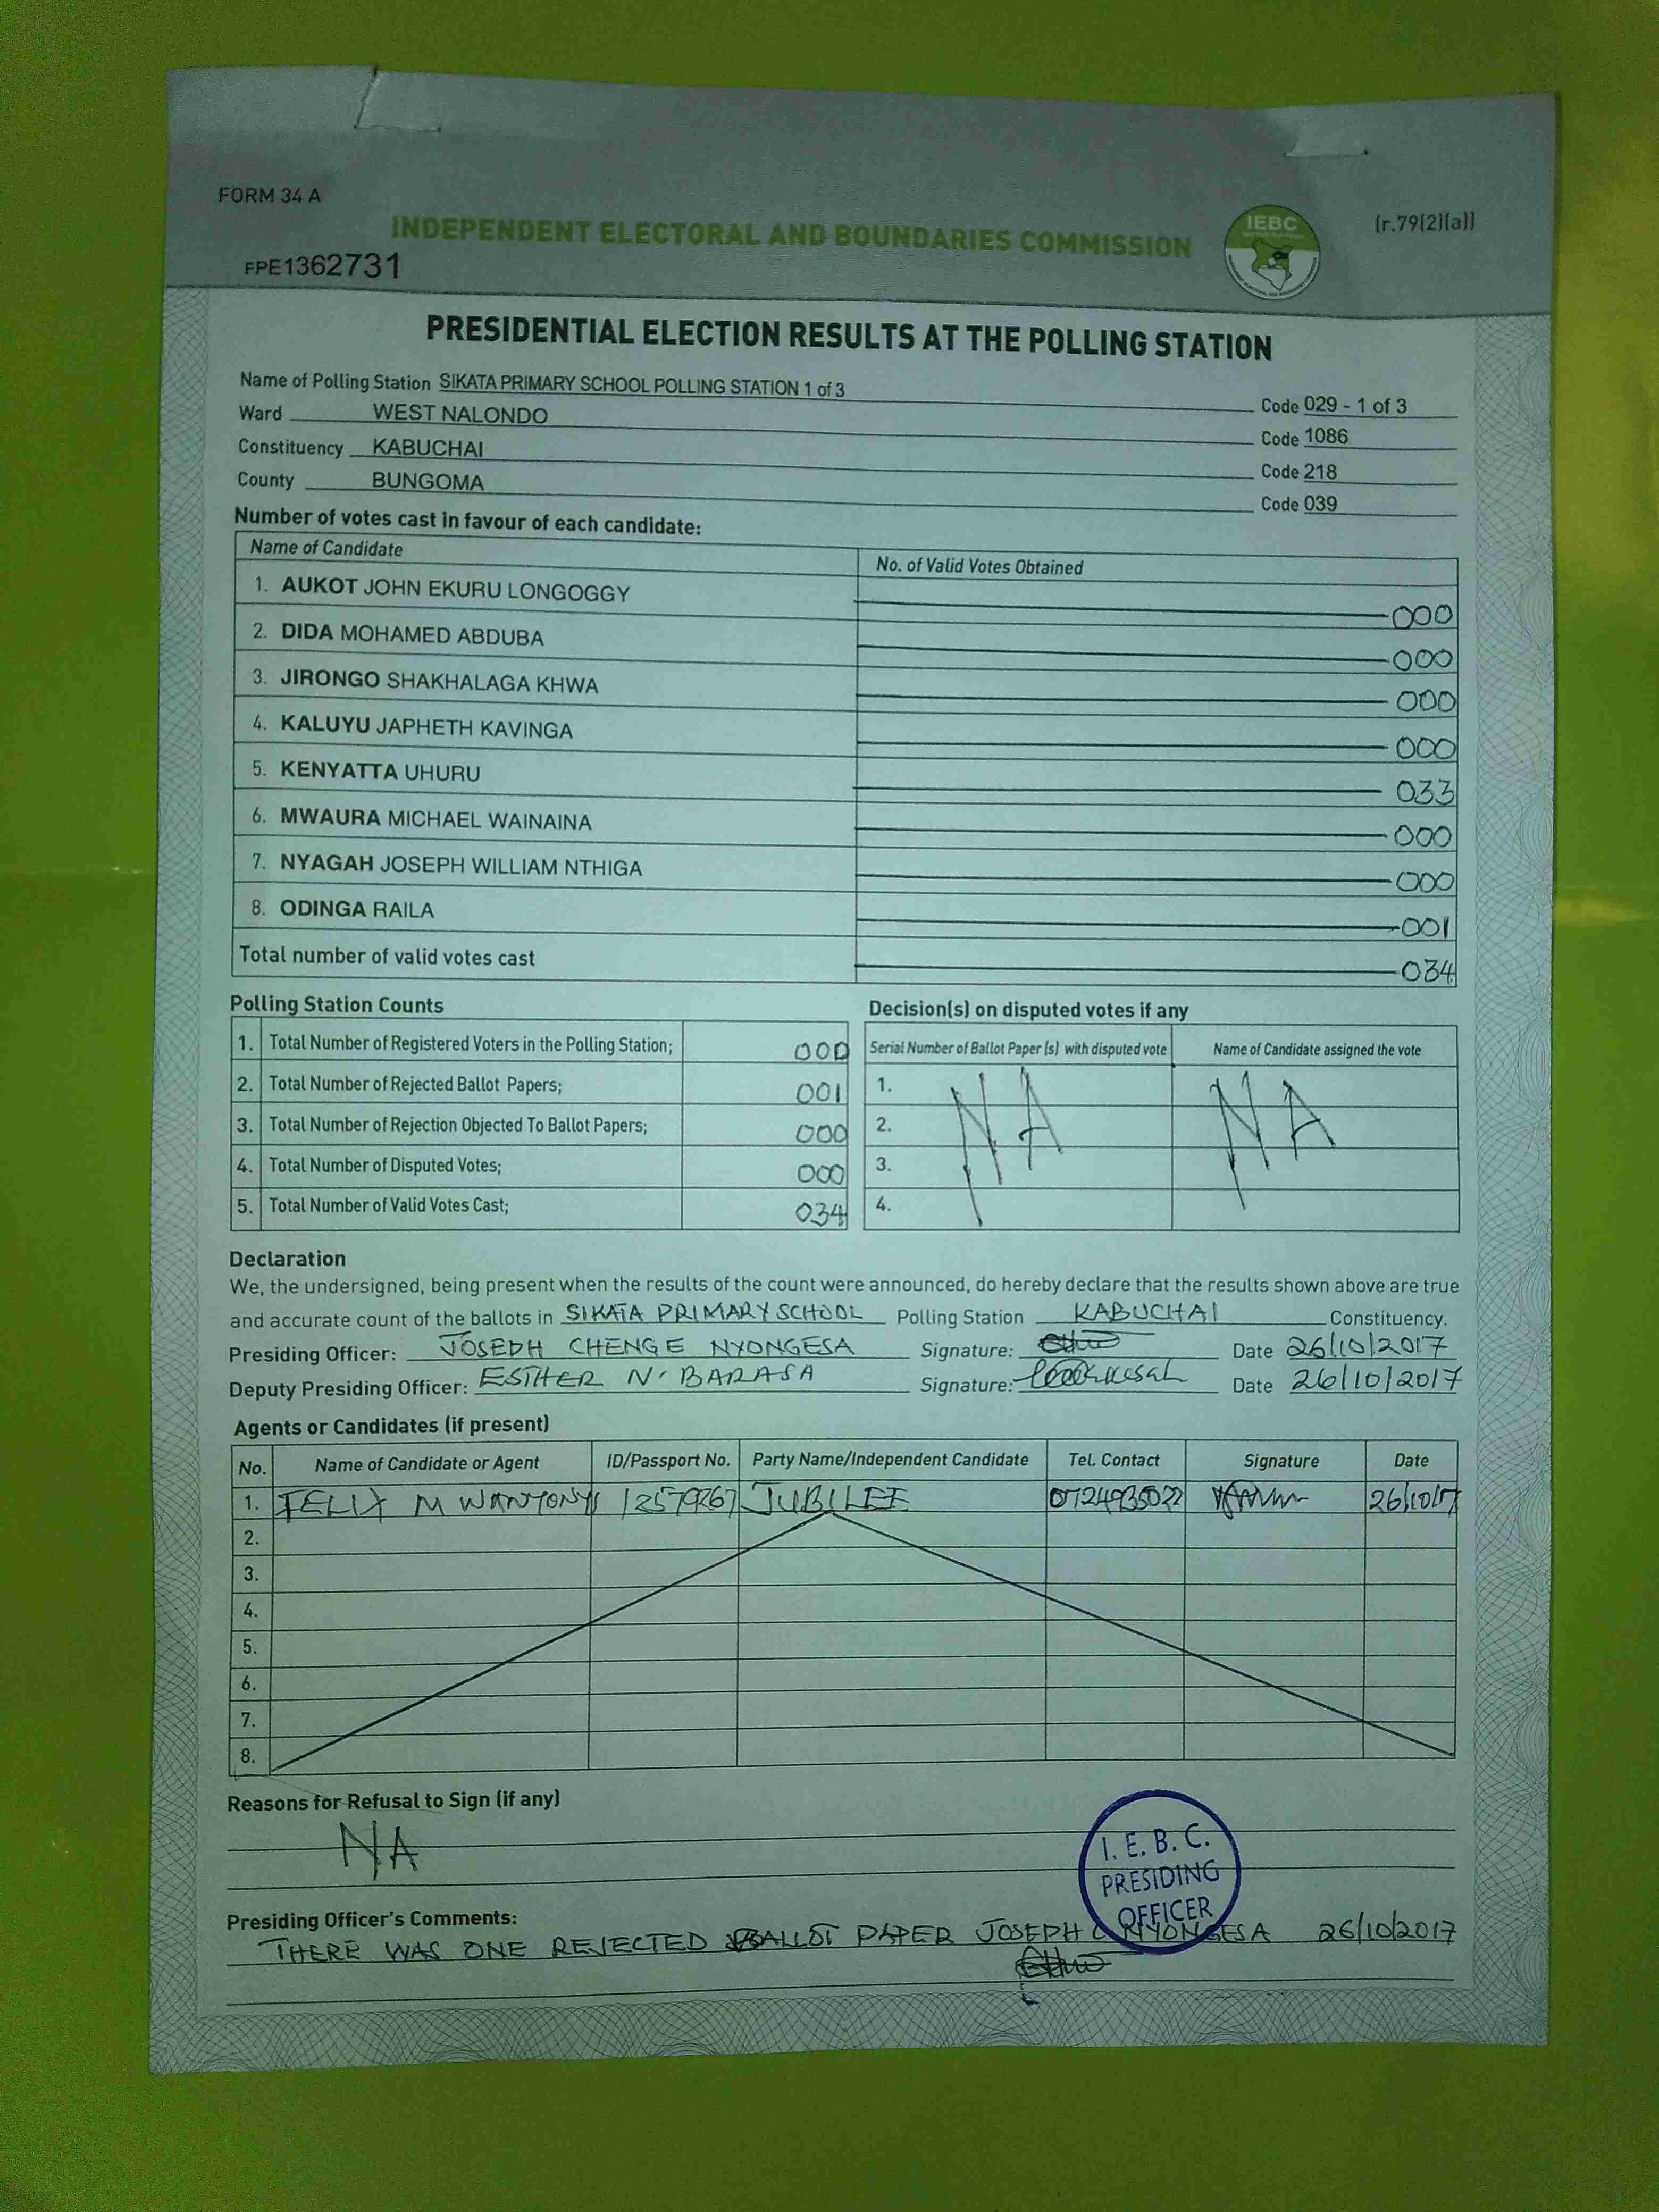 FORM 34 A
INDEPENDENT ELECTORAL AND BOUNDARIES COMMISSION
IEBC
(r.79(2)(a))
FPE1362731
PRESIDENTIAL ELECTION RESULTS AT THE POLLING STATION
Name of Polling Station SIKATA PRIMARY SCHOOL POLLING STATION 1 of 3 Code 029 - 1 of 3
Ward WEST NALONDO Code 1086
Constituency KABUCHAI Code 218
County BUNGOMA Code 039
Number of votes cast in favour of each candidate:
Name of Candidate No. of Valid Votes Obtained
1. AUKOT JOHN EKURU LONGOGGY 000
2. DIDA MOHAMED ABDUBA 000
3. JIRONGO SHAKHALAGA KHWA 000
4. KALUYU JAPHETH KAVINGA 000
5. KENYATTA UHURU 033
6. MWAURA MICHAEL WAINAINA 000
7. NYAGAH JOSEPH WILLIAM NTHIGA 000
8. ODINGA RAILA 001
Total number of valid votes cast 034
Polling Station Counts
1. Total Number of Registered Voters in the Polling Station; 000
2. Total Number of Rejected Ballot Papers; 001
3. Total Number of Rejection Objected To Ballot Papers; 000
4. Total Number of Disputed Votes; 000
5. Total Number of Valid Votes Cast; 034
Decision(s) on disputed votes if any
Serial Number of Ballot Paper (s) with disputed vote Name of Candidate assigned the vote
1.
2. NA NA
3.
4.
Declaration
We, the undersigned, being present when the results of the count were announced, do hereby declare that the results shown above are true
and accurate count of the ballots in SIKATA PRIMARY SCHOOL Polling Station KABUCHAI Constituency.
Presiding Officer: JOSEPH CHENGE NYONGESA Signature: Date 26/10/2017
Deputy Presiding Officer: ESTHER N. BARASA Signature: Date 26/10/2017
Agents or Candidates (if present)
No. Name of Candidate or Agent ID/Passport No. Party Name/Independent Candidate Tel. Contact Signature Date
1. FELIX M WANYONYI 12579267 JUBILEE 0724935022 26/10/17
2.
3.
4.
5.
6.
7.
8.
Reasons for Refusal to Sign (if any)
NA
I. E. B. C.
PRESIDING
OFFICER
Presiding Officer's Comments:
THERE WAS ONE REJECTED BALLOT PAPER JOSEPH C NYONGESA 26/10/2017